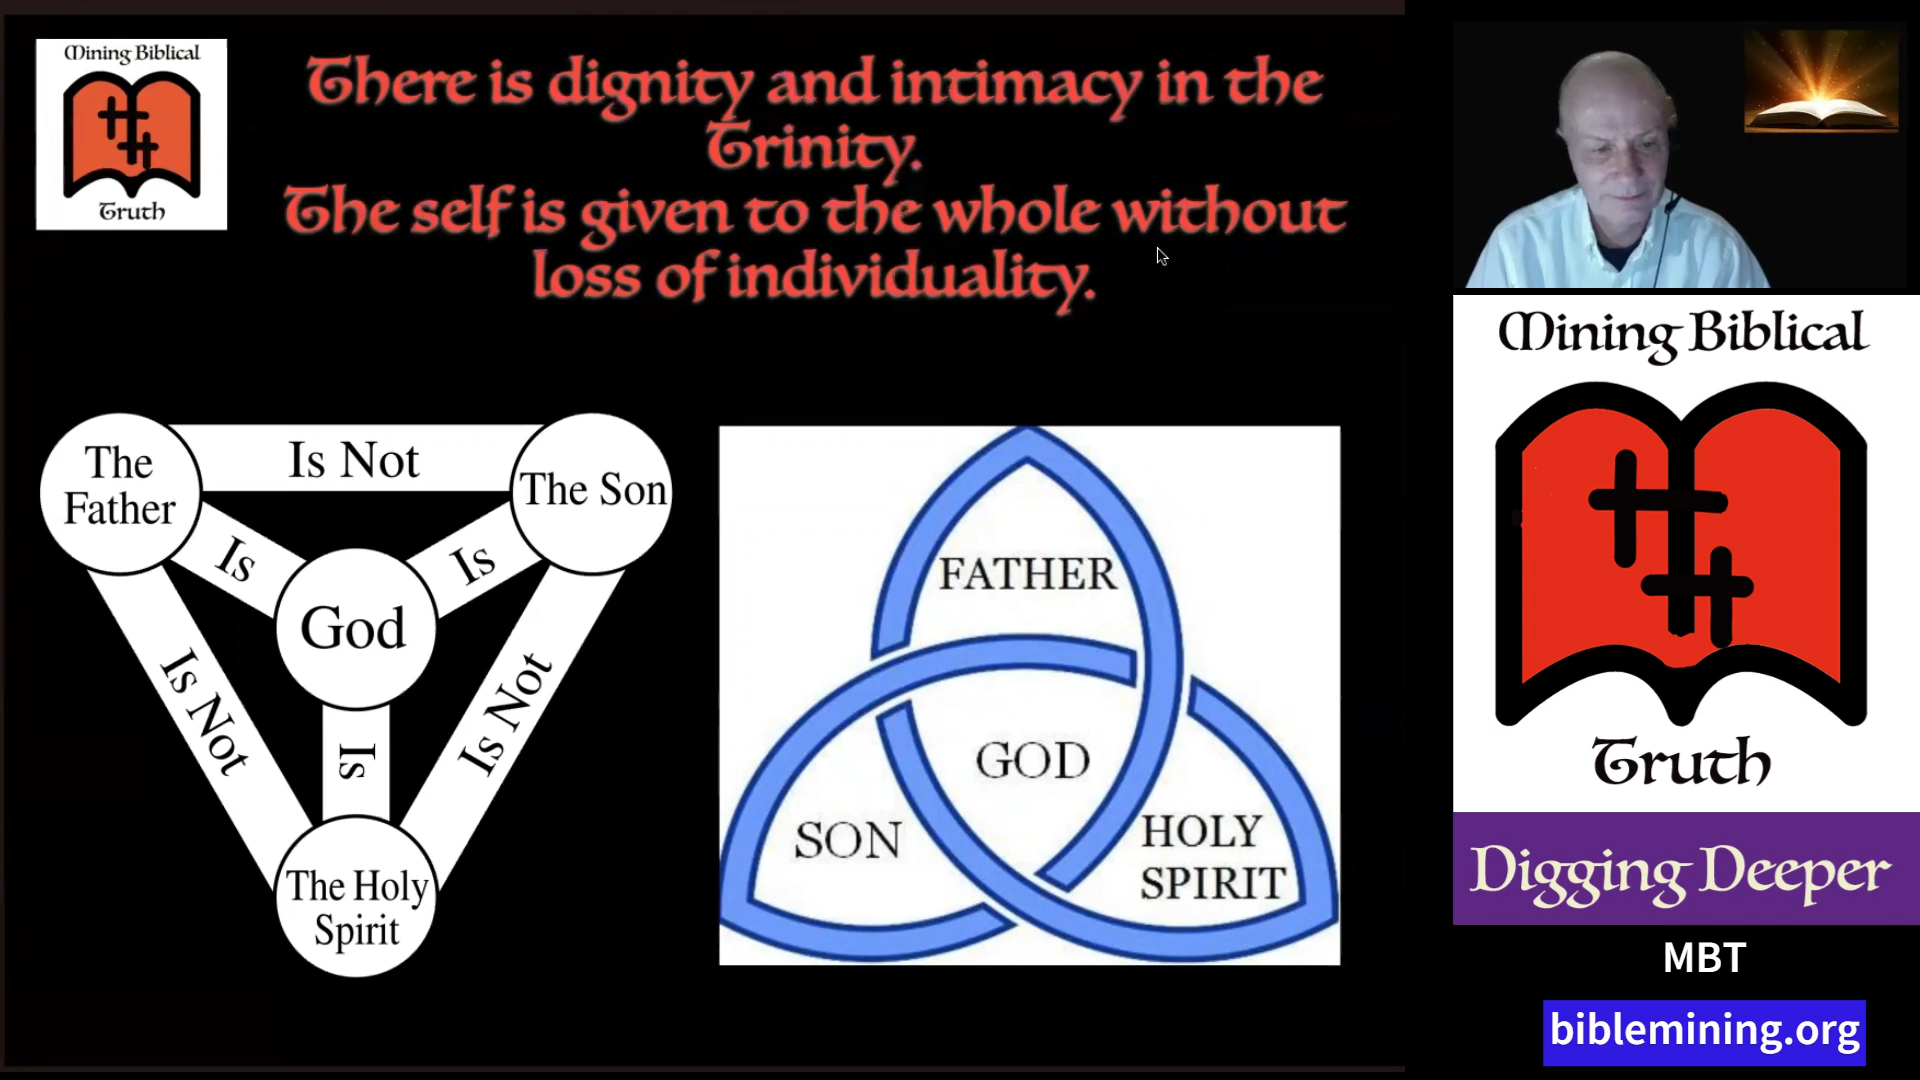 Mining Biblical
Truth
There is dignity and intimacy in the
Trinity.
The self is given to the whole without
loss of individuality.
The
Father
Is Not
The Son
Is
Is
God
Is Not
Is
Is Not
The Holy
Spirit
FATHER
GOD
SON
HOLY
SPIRIT
Mining Biblical
Truth
Digging Deeper
MBT
biblemining.org